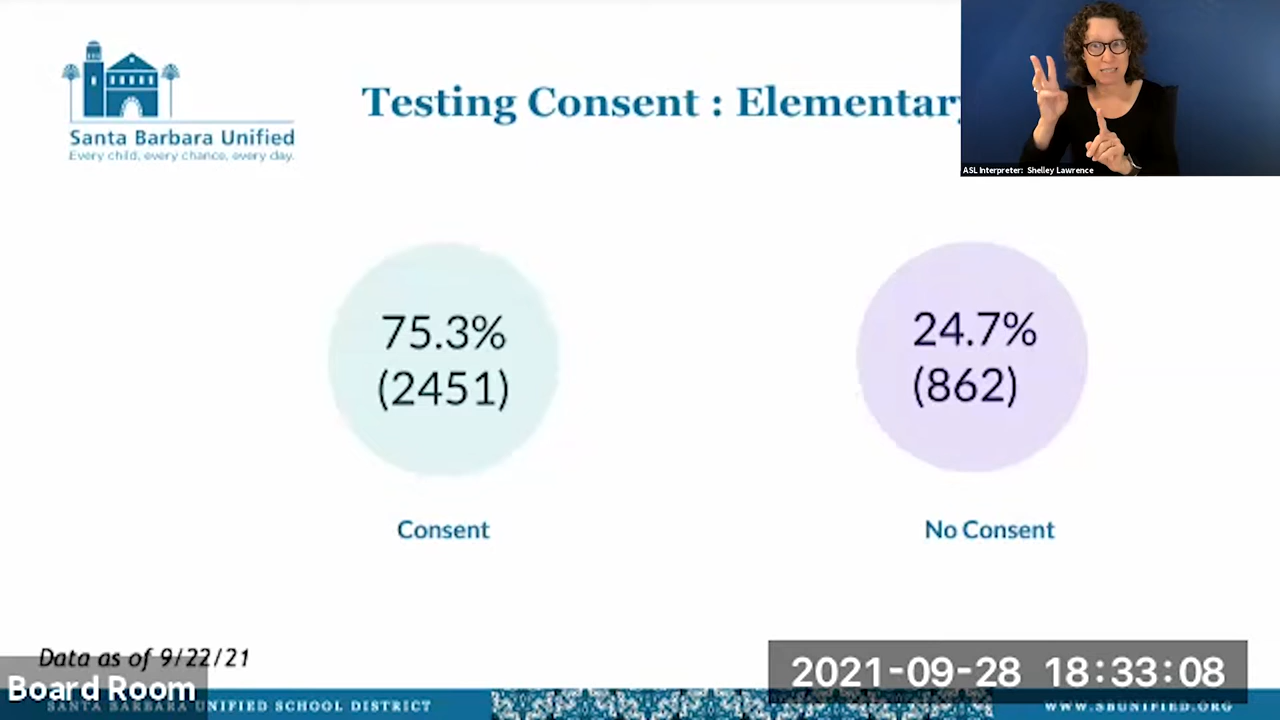 Santa Barbara Unified
Every child, every chance, every day.
Testing Consent : Elementary
ASL Interpreter: Shelley Lawrence
75.3%
(2451)
24.7%
(862)
Consent
No Consent
Data as of 9/22/21
Board Room
2021-09-28 18:33:08
SANTA BARBARA UNIFIED SCHOOL DISTRICT
WWW.SBUNIFIED.ORG